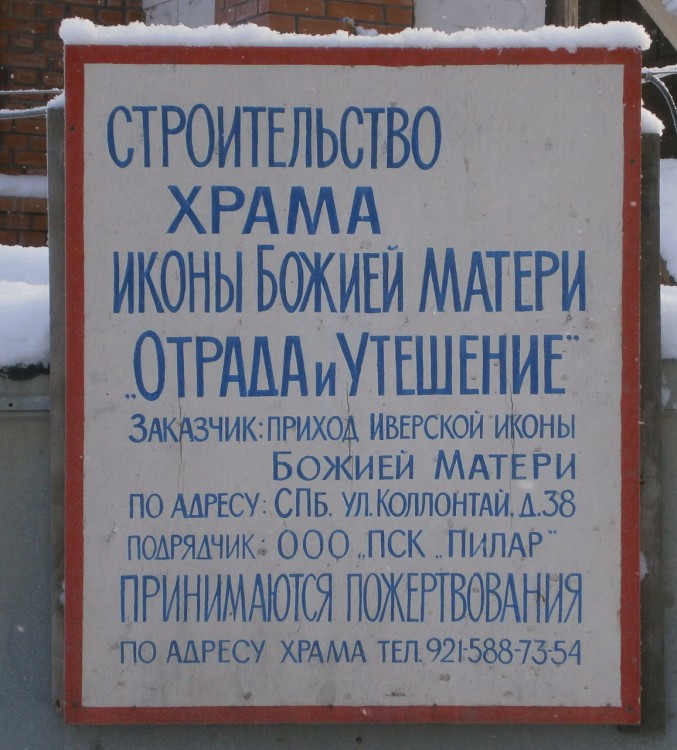 СТРОИТЕЛЬСТВО
ХРАМА
ИКОНЫ БОЖИЕЙ МАТЕРИ
„ОТРАДА и УТЕШЕНИЕ"
ЗАКАЗЧИК: ПРИХОД ИВЕРСКОЙ ИКОНЫ
БОЖИЕЙ МАТЕРИ
ПО АДРЕСУ: СПб. УЛ. КОЛЛОНТАЙ, Д.38
ПОДРЯДЧИК: ООО „ПСК „ПИЛАР"
ПРИНИМАЮТСЯ ПОЖЕРТВОВАНИЯ
ПО АДРЕСУ ХРАМА ТЕЛ. 921-588-73-54